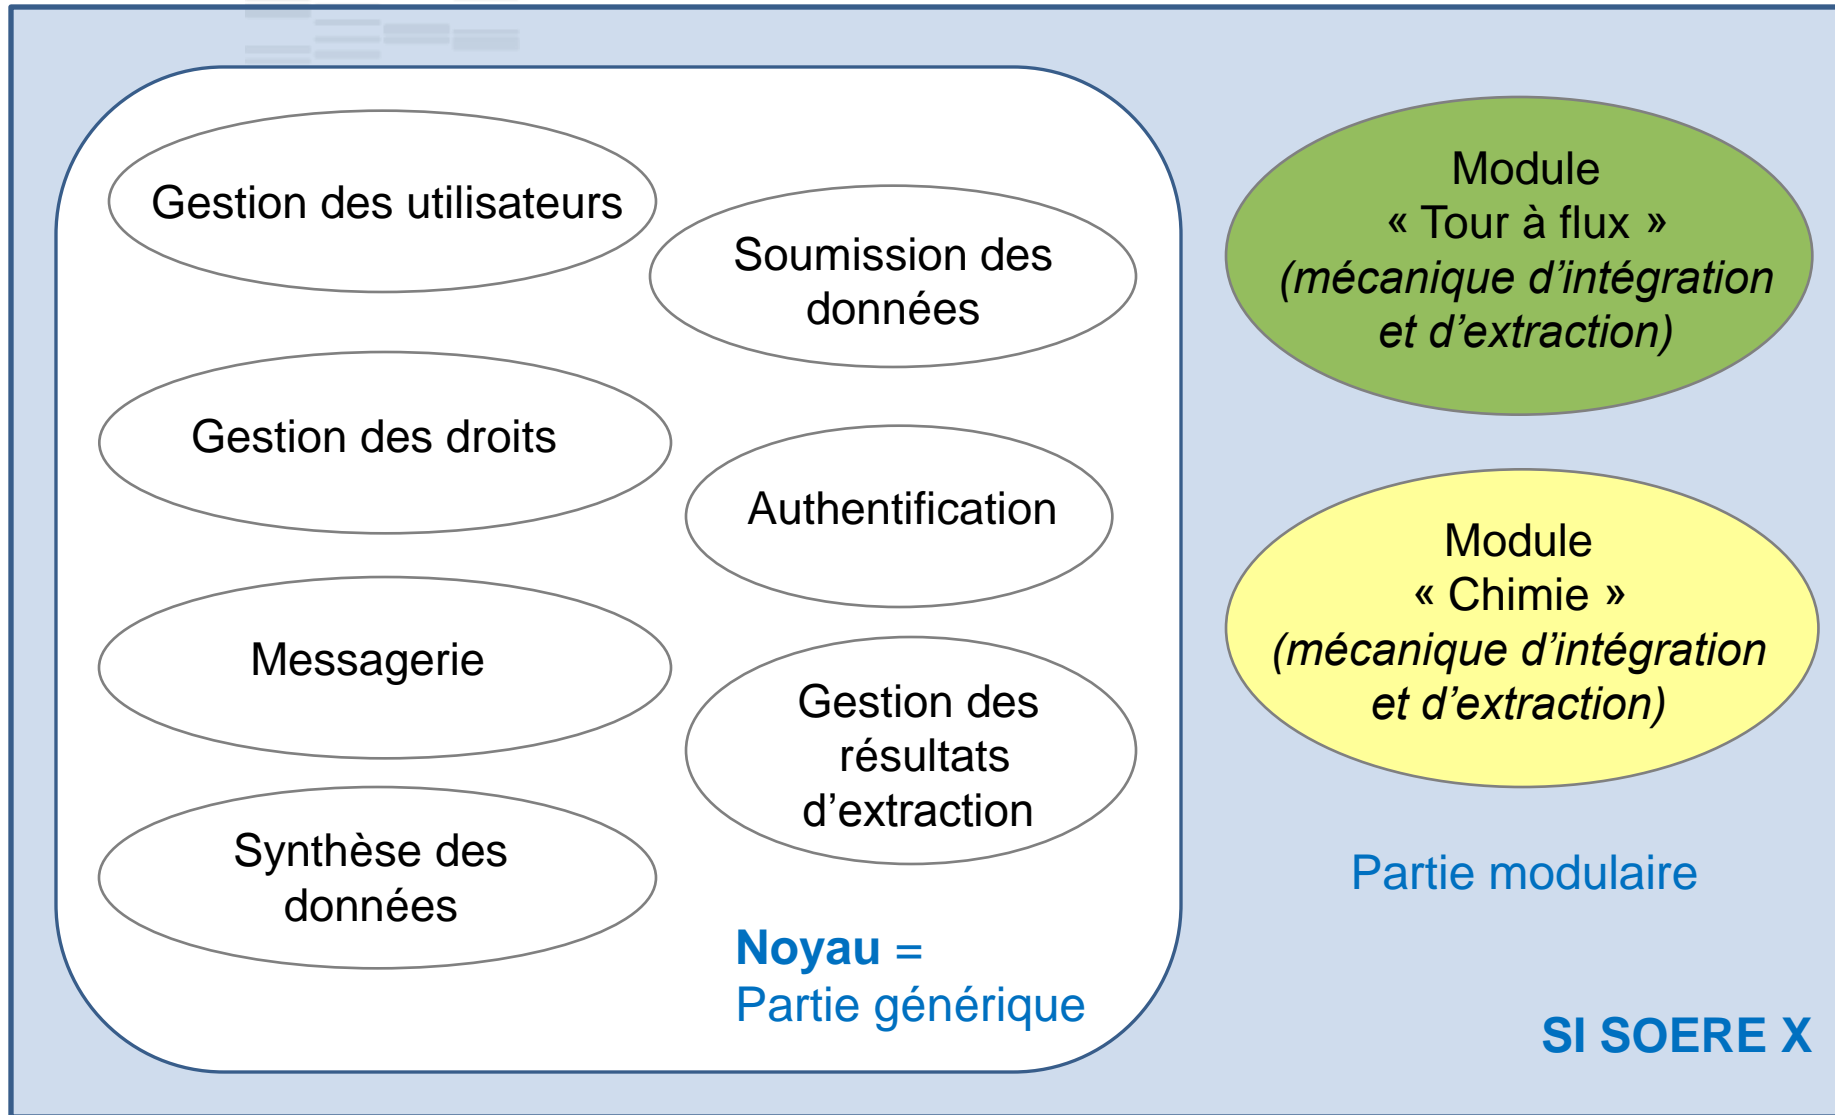 Gestion des utilisateurs
Soumission des
données
Gestion des droits
Authentification
Messagerie
Gestion des
résultats
d’extraction
Synthèse des
données
Noyau =
Partie générique
Module
« Tour à flux »
(mécanique d’intégration
et d’extraction)
Module
« Chimie »
(mécanique d’intégration
et d’extraction)
Partie modulaire
SI SOERE X